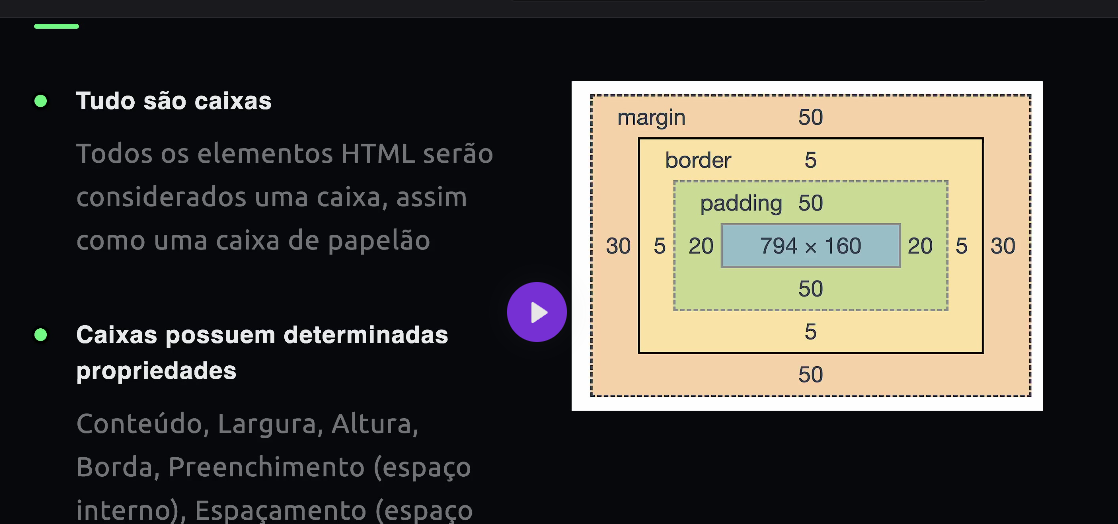 Tudo são caixas
Todos os elementos HTML serão
considerados uma caixa, assim
como uma caixa de papelão
Caixas possuem determinadas
propriedades
Conteúdo, Largura, Altura,
Borda, Preenchimento (espaço
interno), Espaçamento (espaço
margin 50
border 5
padding 50
30 5 20 794 × 160 20 5 30
50
5
50